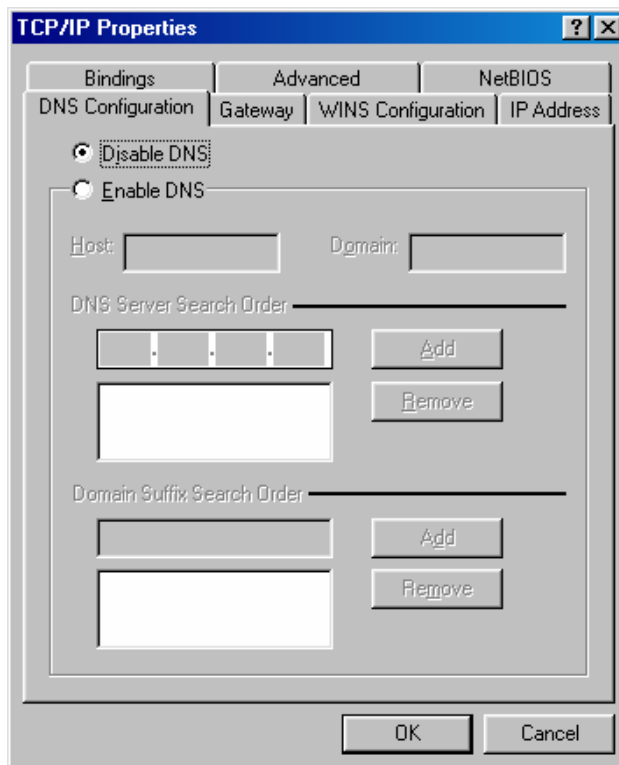 TCP/IP Properties
Bindings Advanced NetBIOS
DNS Configuration Gateway WINS Configuration IP Address
Disable DNS
Enable DNS
Host: Domain:
DNS Server Search Order
. . . Add
Remove
Domain Suffix Search Order
Add
Remove
OK Cancel